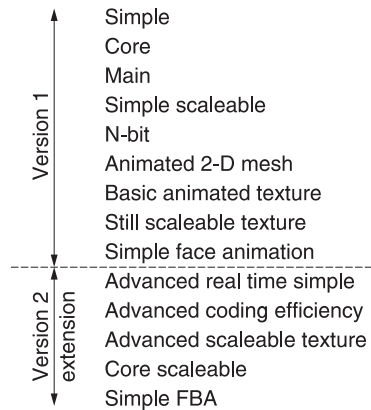 Simple
Core
Main
Simple scaleable
N-bit
Animated 2-D mesh
Basic animated texture
Still scaleable texture
Simple face animation
Version 1
Advanced real time simple
Advanced coding efficiency
Advanced scaleable texture
Core scaleable
Simple FBA
Version 2
extension